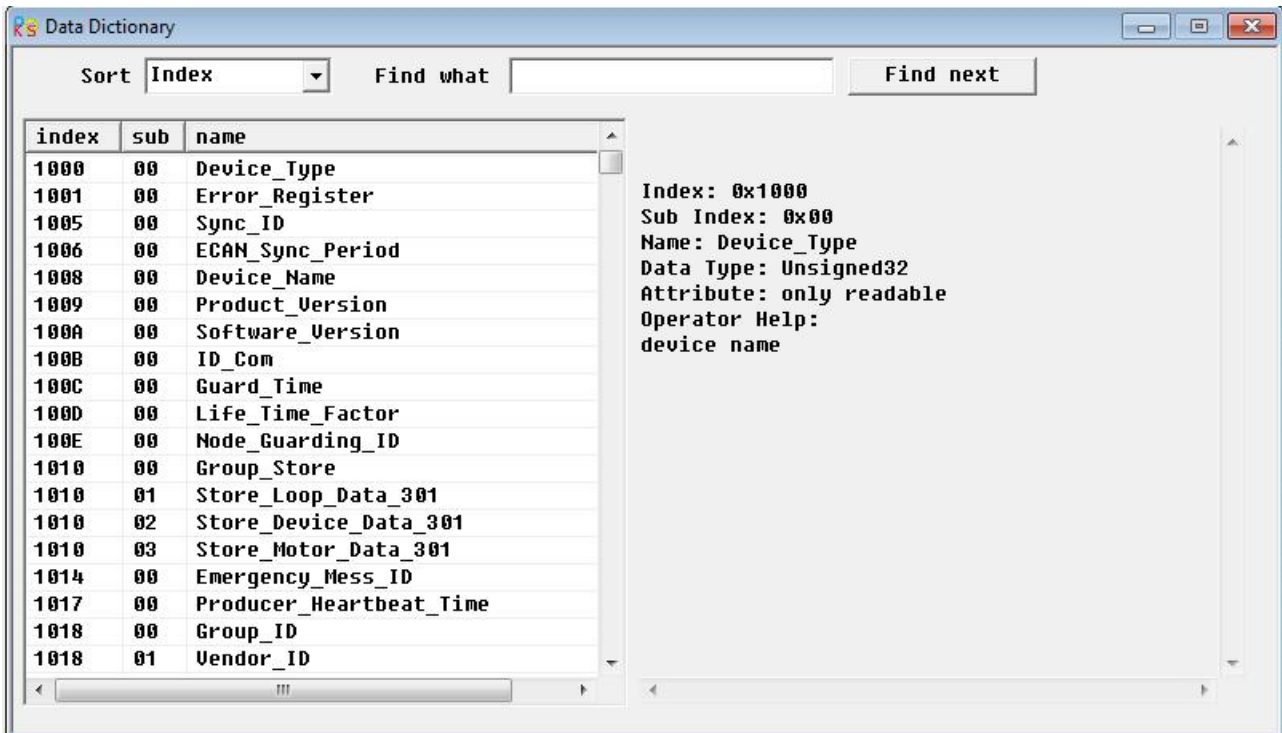 Data Dictionary
Sort Index Find what Find next
index sub name
1000 00 Device_Type
1001 00 Error_Register
1005 00 Sync_ID
1006 00 ECAN_Sync_Period
1008 00 Device_Name
1009 00 Product_Version
100A 00 Software_Version
100B 00 ID_Com
100C 00 Guard_Time
100D 00 Life_Time_Factor
100E 00 Node_Guarding_ID
1010 00 Group_Store
1010 01 Store_Loop_Data_301
1010 02 Store_Device_Data_301
1010 03 Store_Motor_Data_301
1014 00 Emergency_Mess_ID
1017 00 Producer_Heartbeat_Time
1018 00 Group_ID
1018 01 Vendor_ID
Index: 0x1000
Sub Index: 0x00
Name: Device_Type
Data Type: Unsigned32
Attribute: only readable
Operator Help:
device name